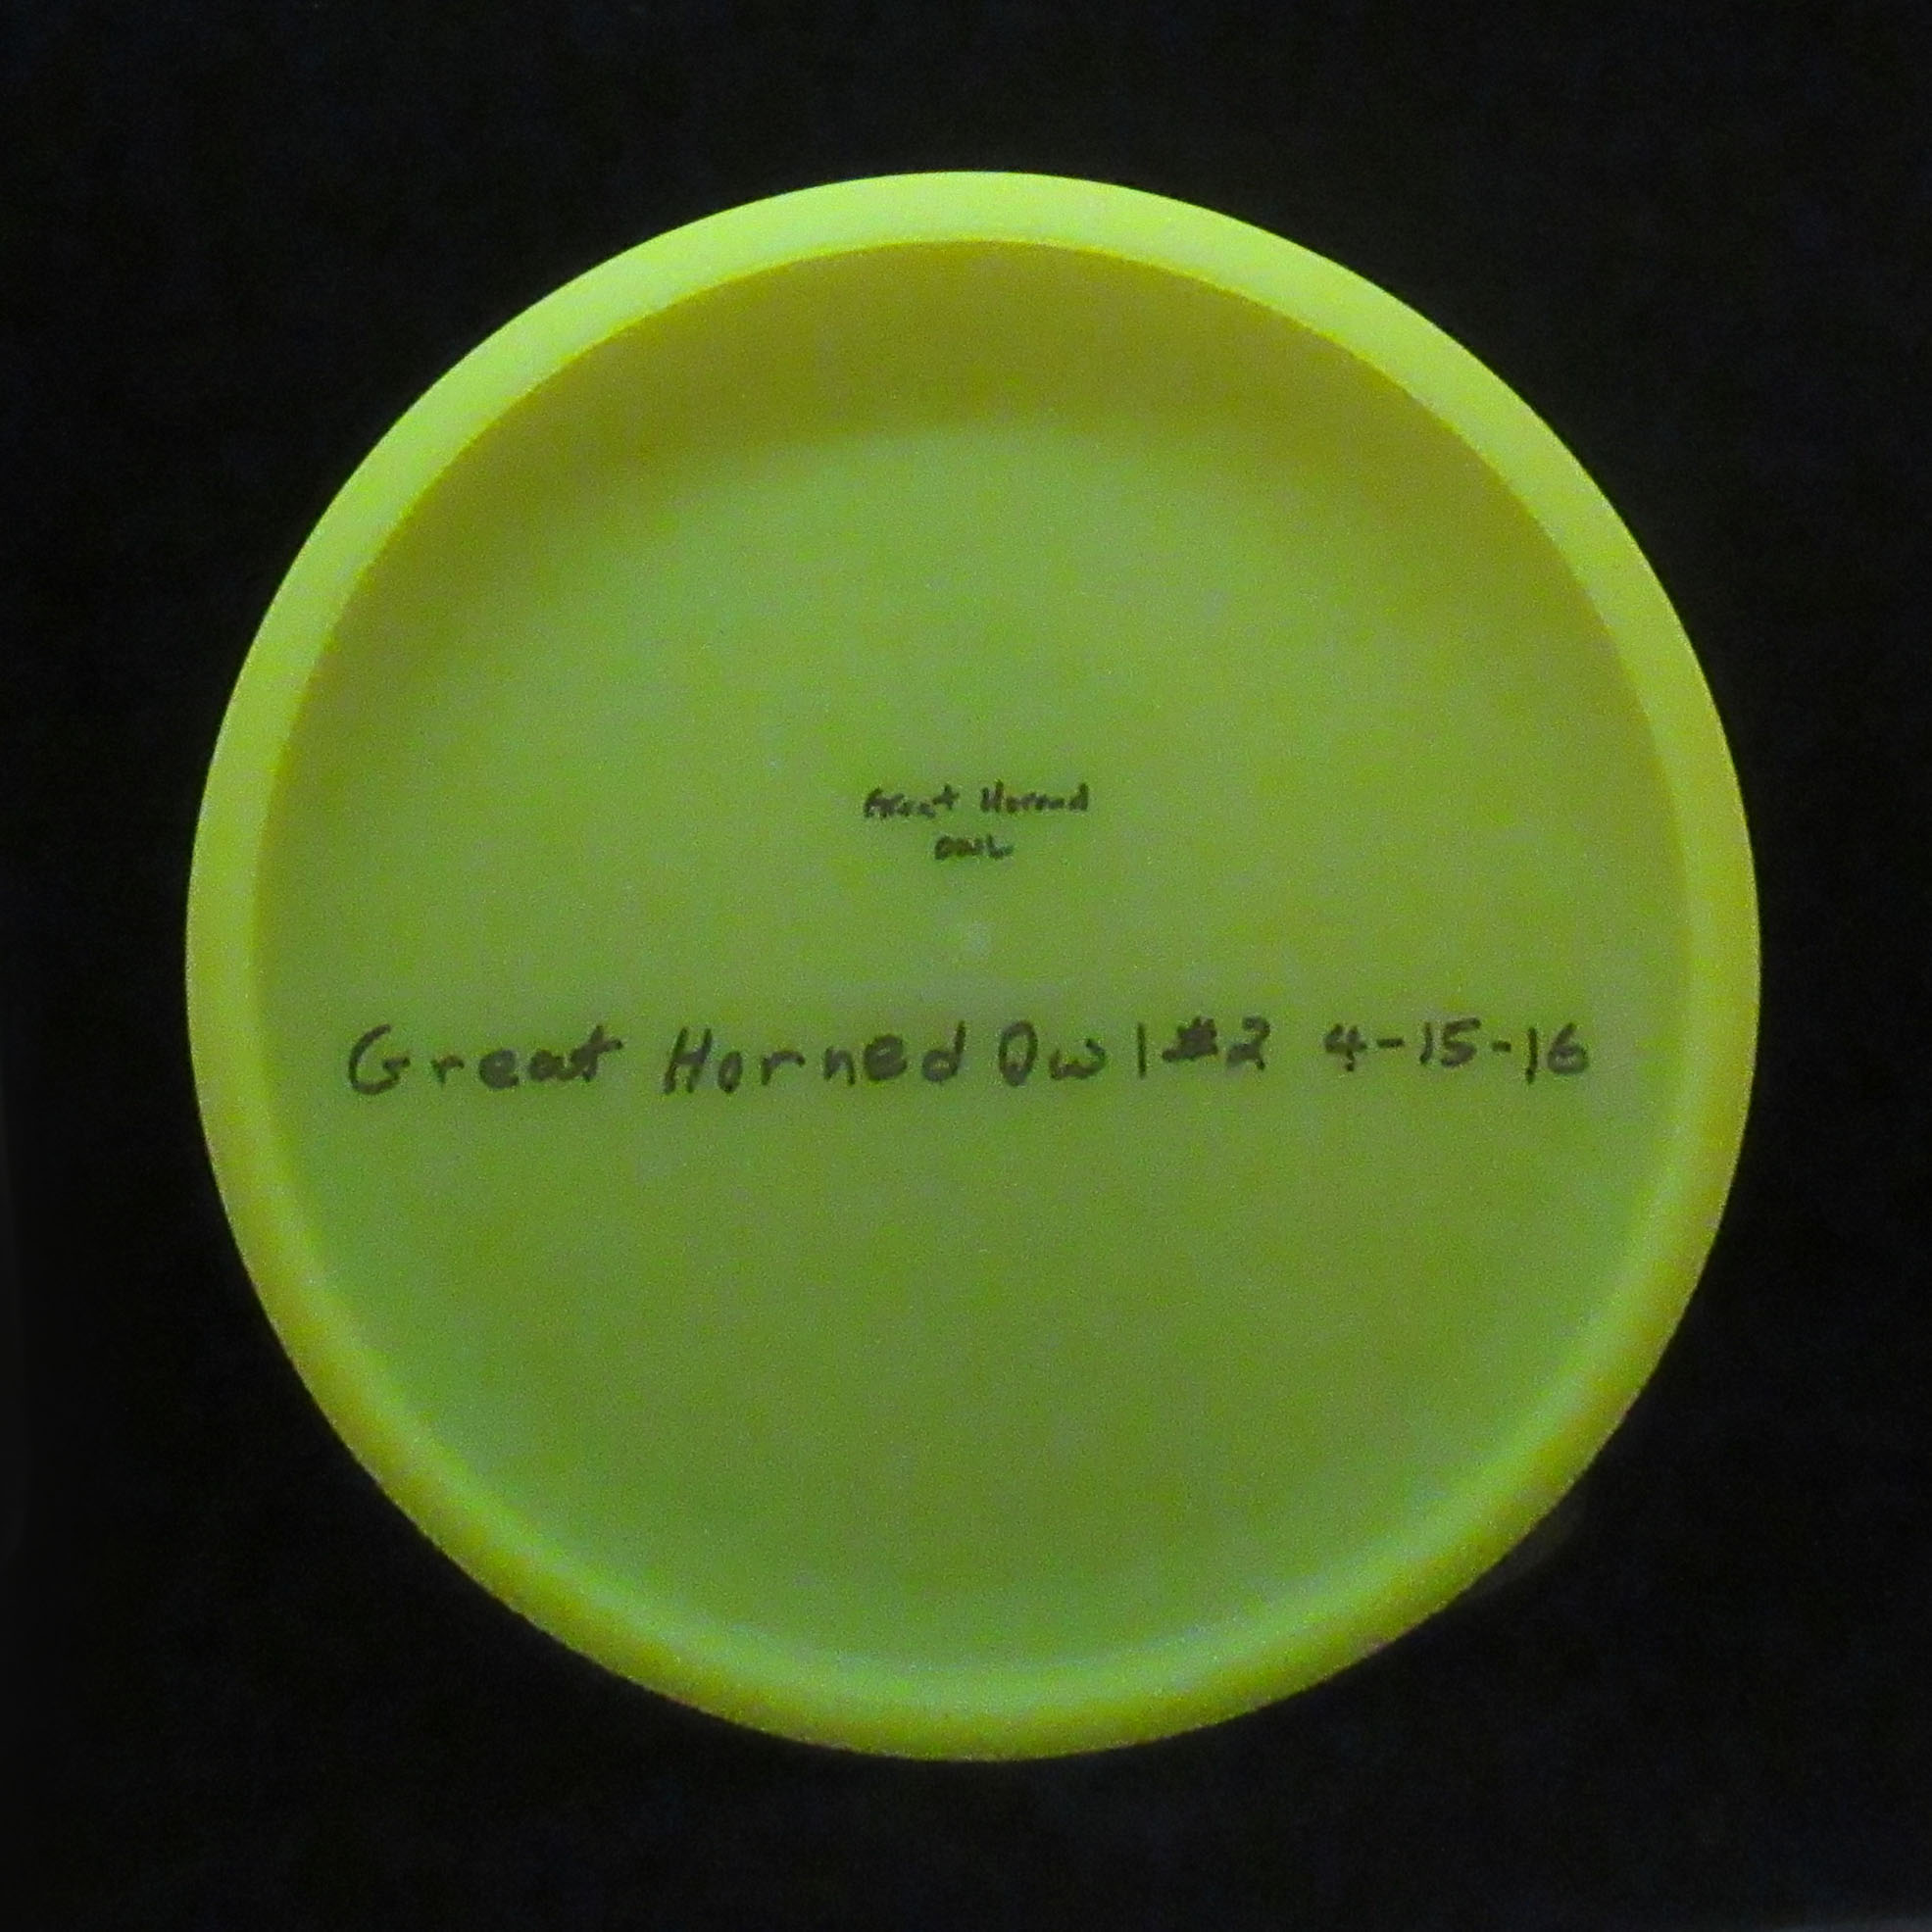 Great Horned
OWL
Great Horned Owl #2 4-15-16